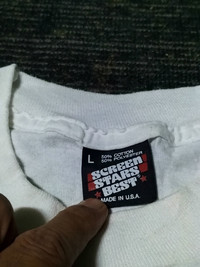 L
50% COTTON
50% POLYESTER
SCREEN
STARS
BEST
MADE IN U.S.A.